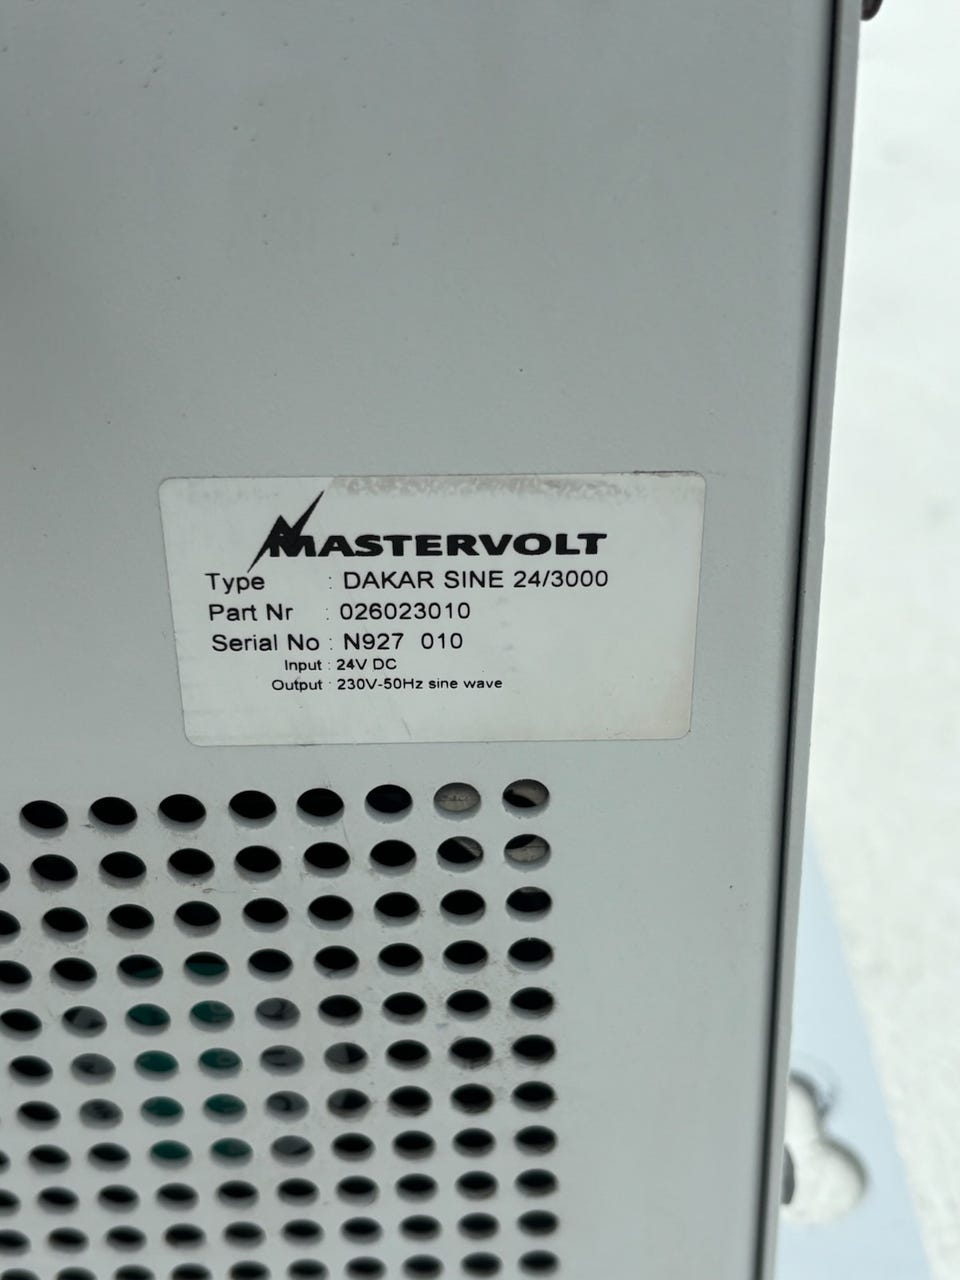 MASTERVOLT
Type : DAKAR SINE 24/3000
Part Nr : 026023010
Serial No : N927 010
Input : 24V DC
Output : 230V-50Hz sine wave